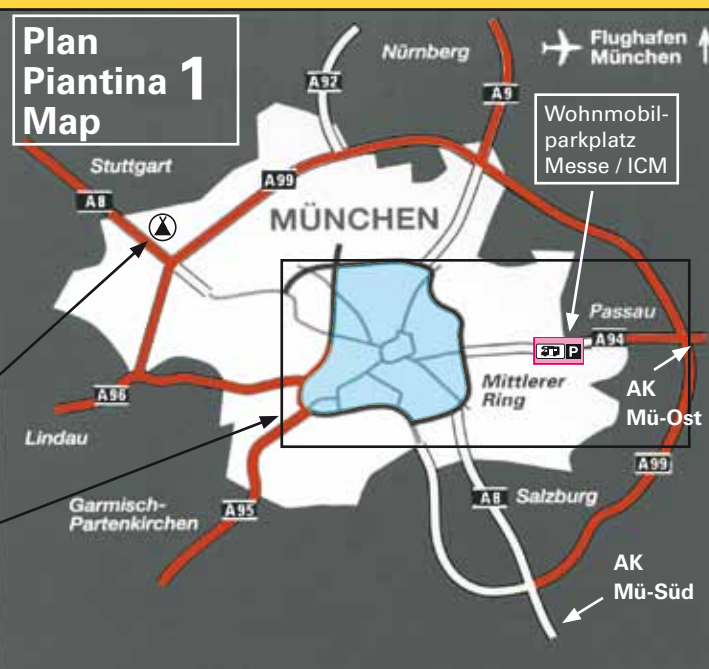 Plan
Piantina 1
Map
Nürnberg
Flughafen
München
A92
A9
Wohnmobil-
parkplatz
Messe / ICM
Stuttgart
A8
A99
MÜNCHEN
Passau
P
A94
Mittlerer
Ring
AK
Mü-Ost
A96
Lindau
A99
Garmisch-
Partenkirchen
A95
A8
Salzburg
AK
Mü-Süd